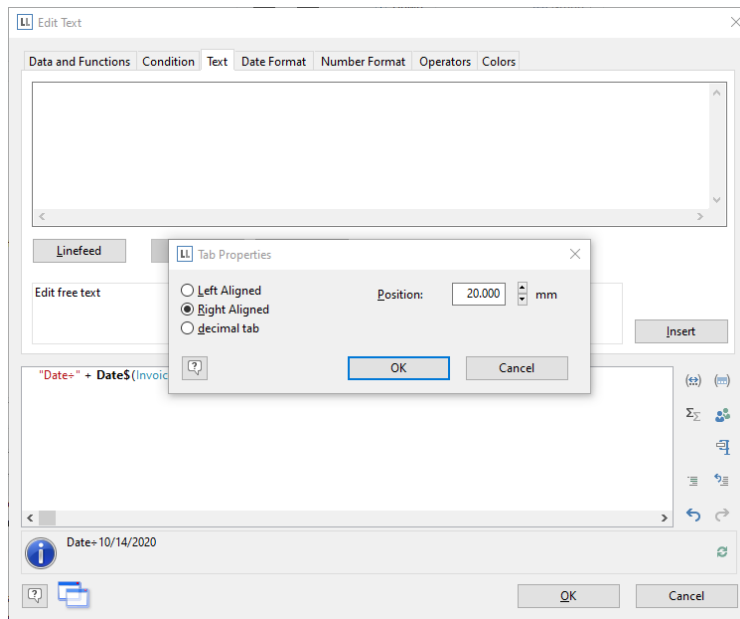 LL Edit Text
Data and Functions Condition Text Date Format Number Format Operators Colors
Linefeed
LL Tab Properties
Left Aligned
Right Aligned
decimal tab
Position: 20.000 mm
OK Cancel
Edit free text
Insert
"Date÷" + Date$(Invoic
Date÷10/14/2020
OK Cancel